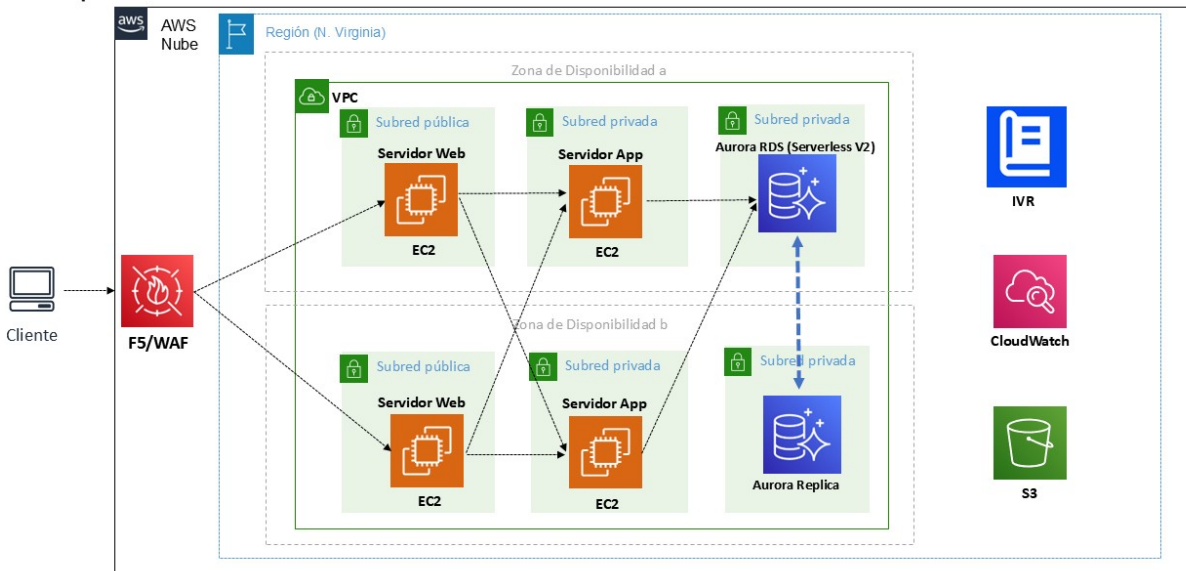 aws
AWS
Nube
Región (N. Virginia)
Zona de Disponibilidad a
VPC
Subred pública
Subred privada
Subred privada
Servidor Web
Servidor App
Aurora RDS (Serverless V2)
EC2
EC2
IVR
Cliente
F5/WAF
Zona de Disponibilidad b
CloudWatch
Subred pública
Subred privada
Subred privada
Servidor Web
Servidor App
EC2
EC2
Aurora Replica
S3